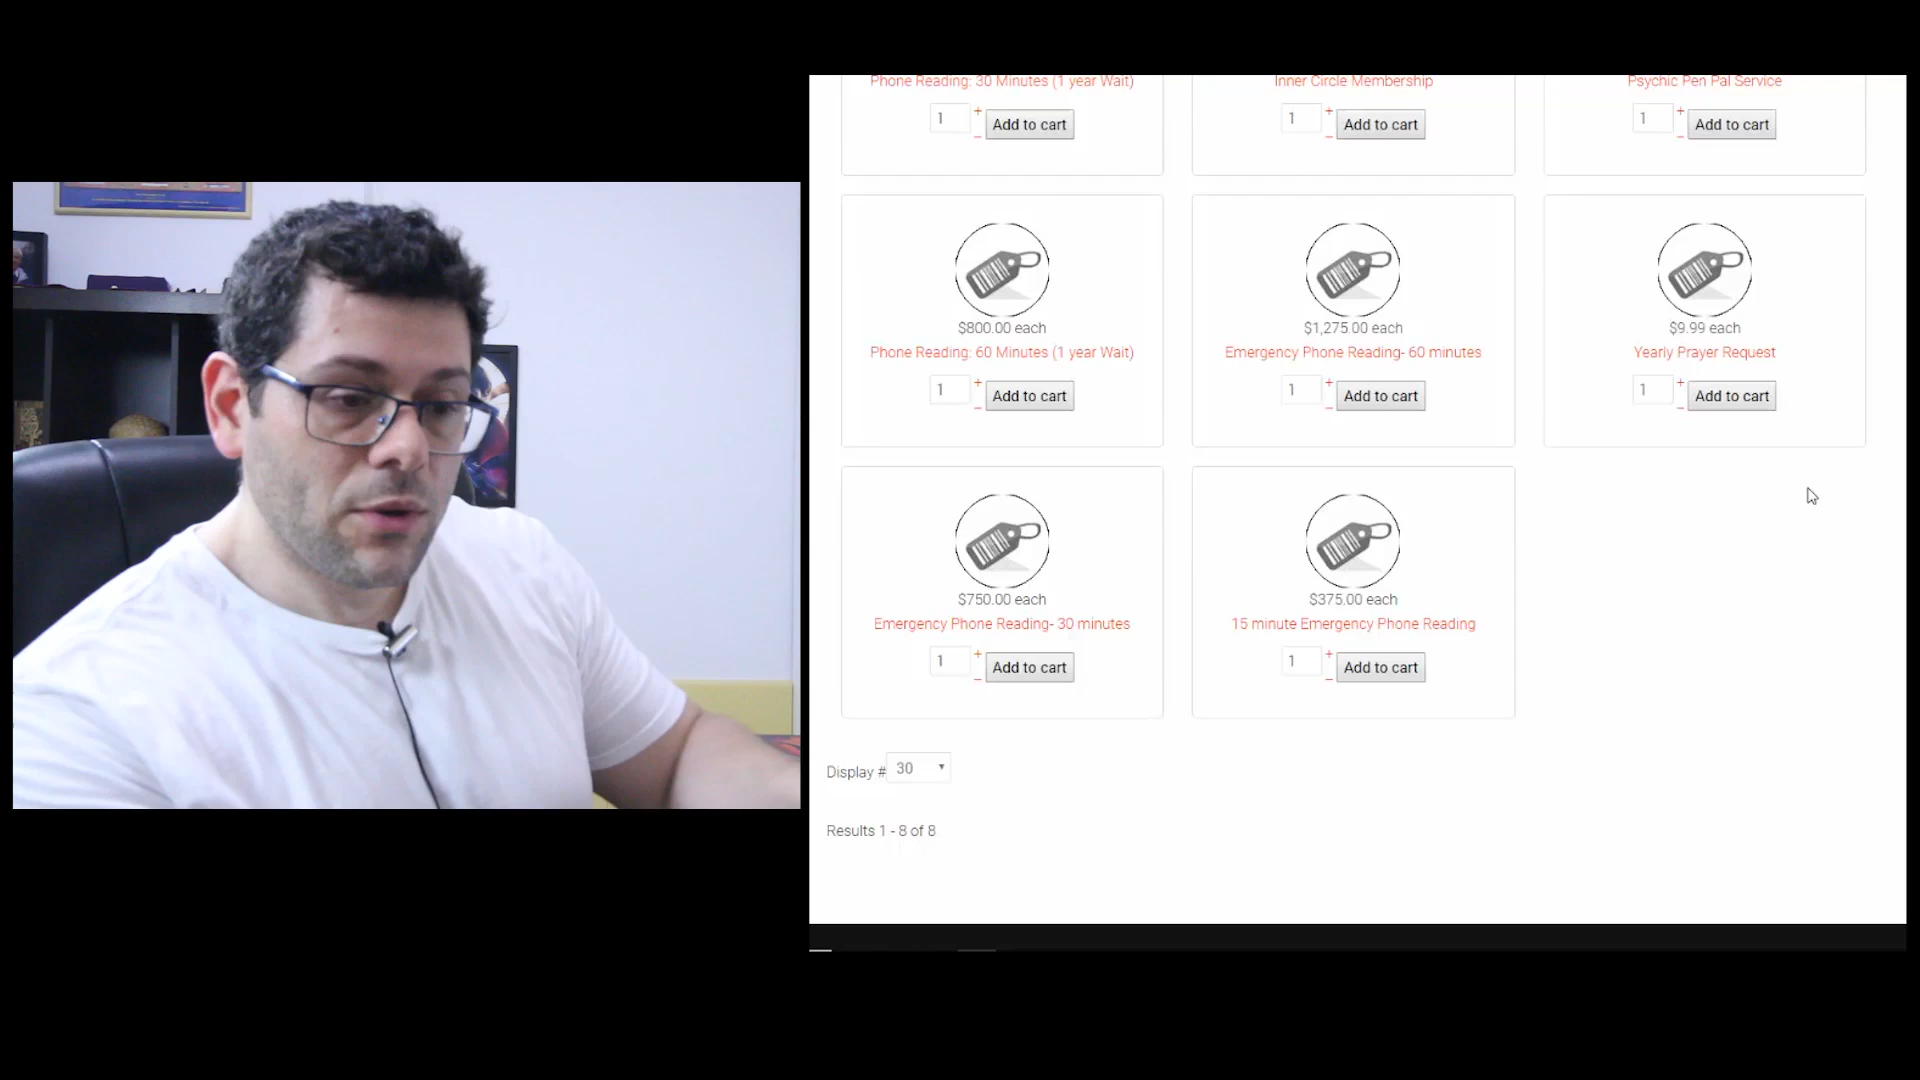 Phone Reading: 30 Minutes (1 year Wait)
Inner Circle Membership
Psychic Pen Pal Service
1 + - Add to cart
1 + - Add to cart
1 + - Add to cart
$800.00 each
$1,275.00 each
$9.99 each
Phone Reading: 60 Minutes (1 year Wait)
Emergency Phone Reading- 60 minutes
Yearly Prayer Request
1 + - Add to cart
1 + - Add to cart
1 + - Add to cart
$750.00 each
$375.00 each
Emergency Phone Reading- 30 minutes
15 minute Emergency Phone Reading
1 + - Add to cart
1 + - Add to cart
Display # 30
Results 1 - 8 of 8